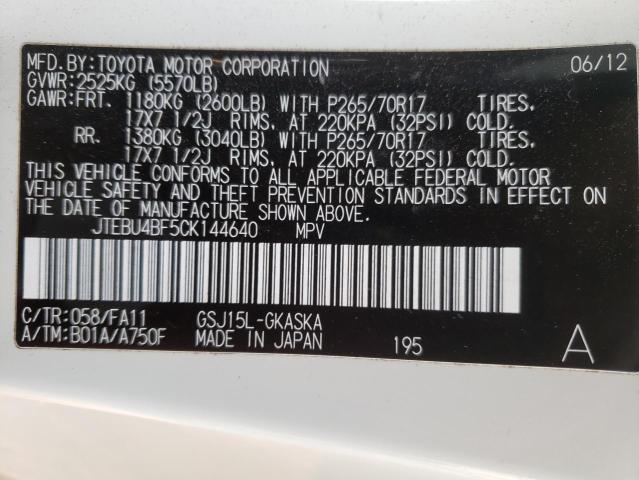 MFD.BY:TOYOTA MOTOR CORPORATION 06/12
GVWR:2525KG (5570LB)
GAWR:FRT. 1180KG (2600LB) WITH P265/70R17 TIRES.
17X7 1/2J RIMS. AT 220KPA (32PSI) COLD.
RR. 1380KG (3040LB) WITH P265/70R17 TIRES.
17X7 1/2J RIMS. AT 220KPA (32PSI) COLD.
THIS VEHICLE CONFORMS TO ALL APPLICABLE FEDERAL MOTOR
VEHICLE SAFETY AND THEFT PREVENTION STANDARDS IN EFFECT ON
THE DATE OF MANUFACTURE SHOWN ABOVE.
JTEBU4BF5CK144640 MPV
C/TR:058/FA11 GSJ15L-GKASKA
A/TM:B01A/A750F MADE IN JAPAN 195 A